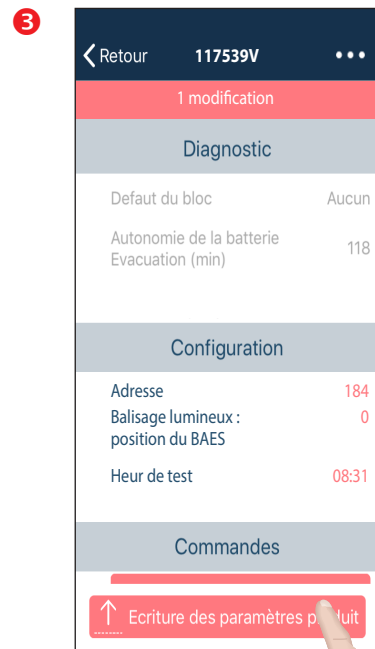 3
Retour 117539V •••
1 modification
Diagnostic
Defaut du bloc Aucun
Autonomie de la batterie
Evacuation (min) 118
Configuration
Adresse 184
Balisage lumineux : 0
position du BAES
Heur de test 08:31
Commandes
Ecriture des paramètres